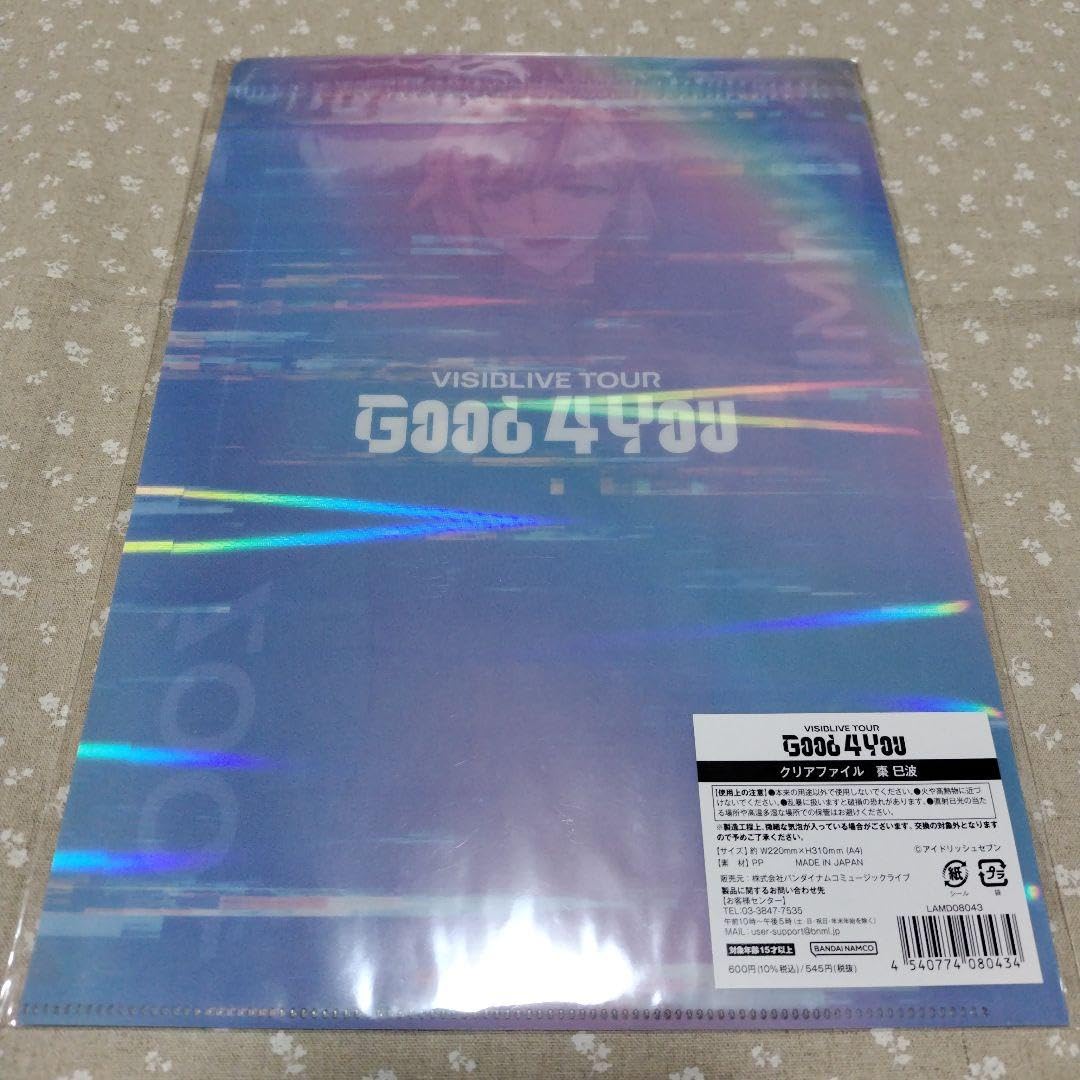 VISIBLIVE TOUR
Good 4 You
VISIBLIVE TOUR
Good 4 You
クリアファイル 棗 巳波
【使用上の注意】●本来の用途以外で使用しないでください。●火や高熱物に近づ
けないでください。●乱暴に扱いますと破損の恐れがあります。●直射日光の当た
る場所や高温多湿な場所での保管はお避けください。
※製造工程上、微細な気泡が入っている場合がございます。交換の対象外となります
ので予めご了承ください。
【サイズ】約 W220mm×H310mm (A4)
©アイドリッシュセブン
【素 材】PP MADE IN JAPAN
販売元:株式会社バンダイナムコミュージックライブ
製品に関するお問い合わせ先
【お客様センター】
TEL:03-3847-7535
午前10時～午後5時(土・日・祝日・年末年始を除く)
MAIL:user-support@bnml.jp
紙
シール
プラ
袋
LAMD08043
対象年齢15才以上
BANDAI NAMCO
600円(10%税込)/545円(税抜)
4 540774 080434